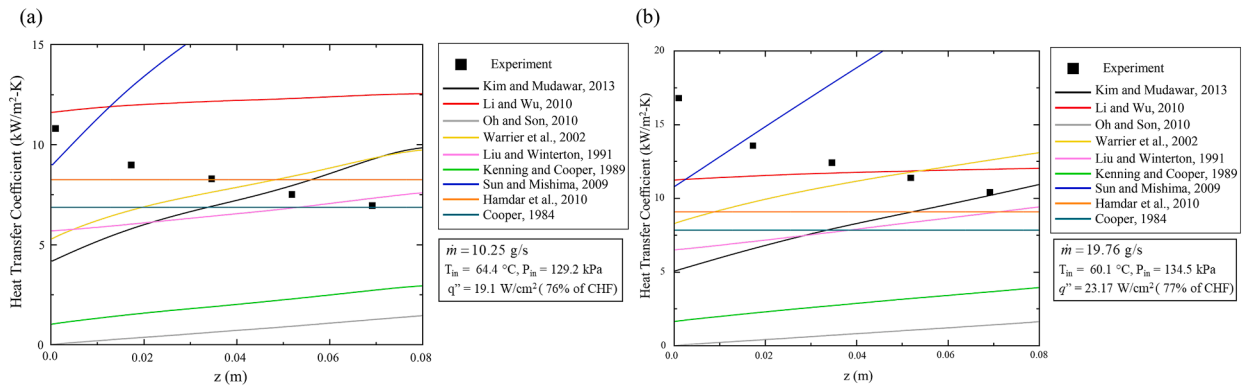 (a)
15
10
5
0
0.0
0.02
0.04
0.06
0.08
Heat Transfer Coefficient (kW/m²-K)
z (m)
Experiment
Kim and Mudawar, 2013
Li and Wu, 2010
Oh and Son, 2010
Warrier et al., 2002
Liu and Winterton, 1991
Kenning and Cooper, 1989
Sun and Mishima, 2009
Hamdar et al., 2010
Cooper, 1984
ṁ = 10.25 g/s
Tin = 64.4 °C, Pin = 129.2 kPa
q" = 19.1 W/cm² ( 76% of CHF)
(b)
20
15
10
5.0
0.0
0.0
0.02
0.04
0.06
0.08
Heat Transfer Coefficient (kW/m²-K)
z (m)
Experiment
Kim and Mudawar, 2013
Li and Wu, 2010
Oh and Son, 2010
Warrier et al., 2002
Liu and Winterton, 1991
Kenning and Cooper, 1989
Sun and Mishima, 2009
Hamdar et al., 2010
Cooper, 1984
ṁ = 19.76 g/s
Tin = 60.1 °C, Pin = 134.5 kPa
q" = 23.17 W/cm² ( 77% of CHF)